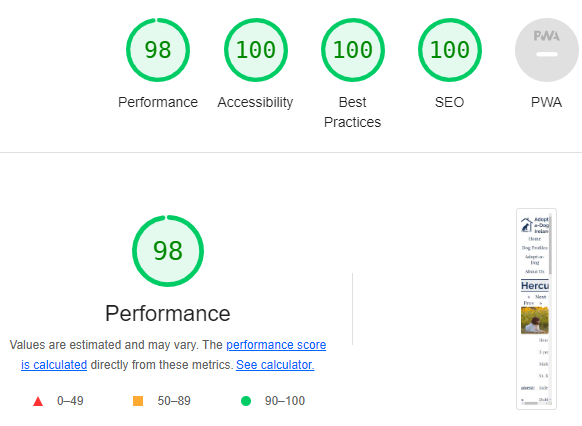 98
100
100
100
PWA
Performance
Accessibility
Best
Practices
SEO
PWA
98
Performance
Values are estimated and may vary. The performance score
is calculated directly from these metrics. See calculator.
0–49
50–89
90–100
Adopt
a-Dog
Ireland
Home
Dog Profiles
Adopt-a-
Dog
About Us
Hercu
« Next
Prev »